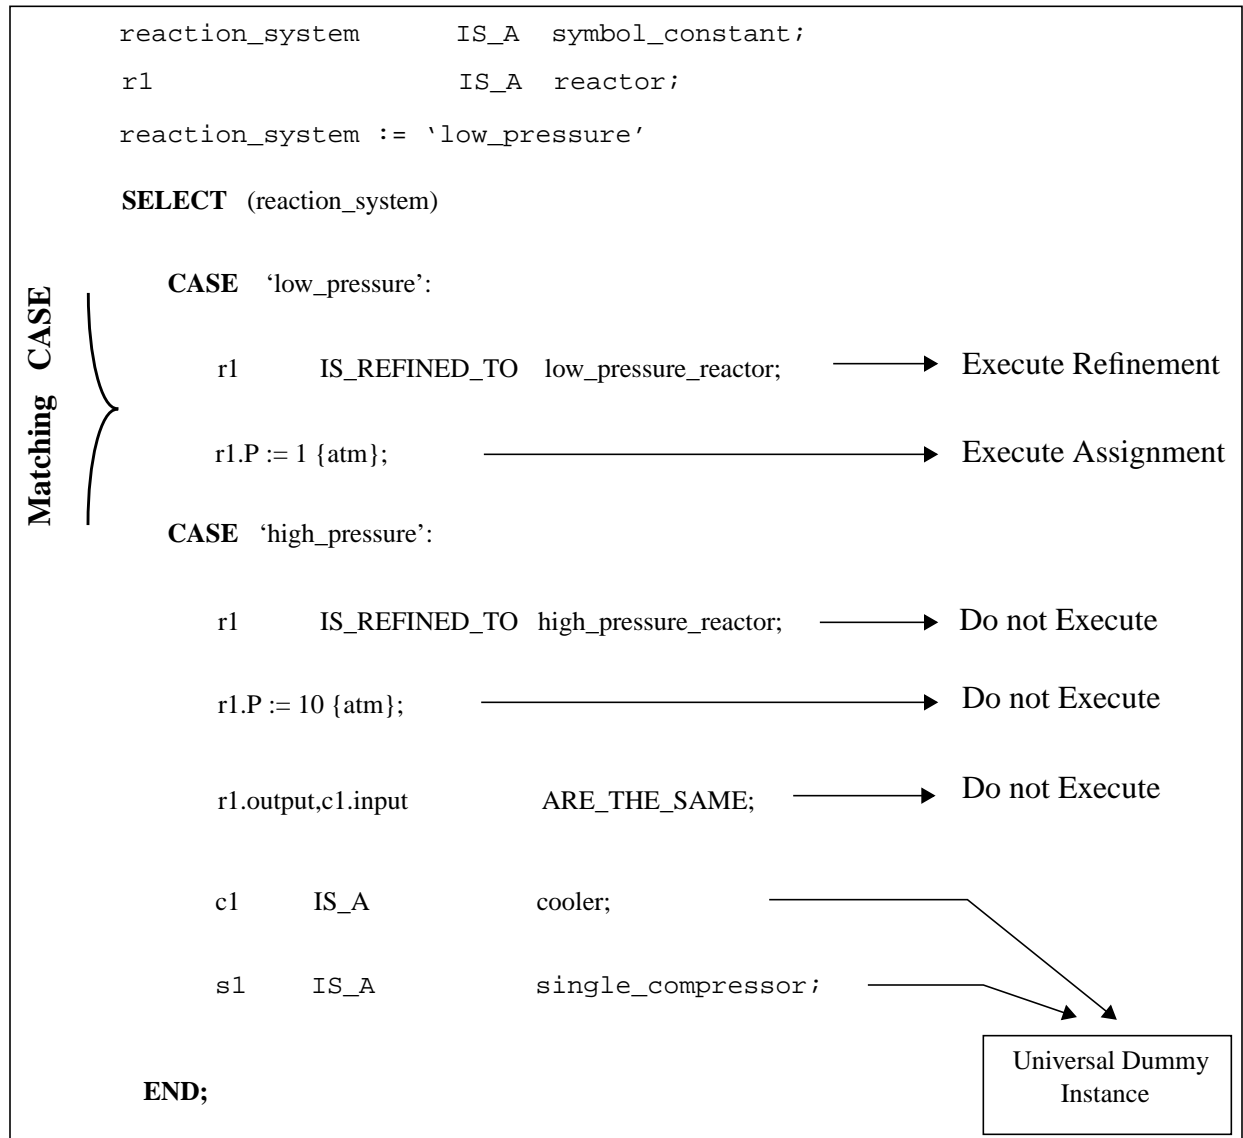 reaction_system IS_A symbol_constant;
r1 IS_A reactor;
reaction_system := ‘low_pressure’
SELECT (reaction_system)
Matching CASE
CASE ‘low_pressure’:
r1 IS_REFINED_TO low_pressure_reactor; Execute Refinement
r1.P := 1 {atm}; Execute Assignment
CASE ‘high_pressure’:
r1 IS_REFINED_TO high_pressure_reactor; Do not Execute
r1.P := 10 {atm}; Do not Execute
r1.output,c1.input ARE_THE_SAME; Do not Execute
c1 IS_A cooler;
s1 IS_A single_compressor;
Universal Dummy
Instance
END;